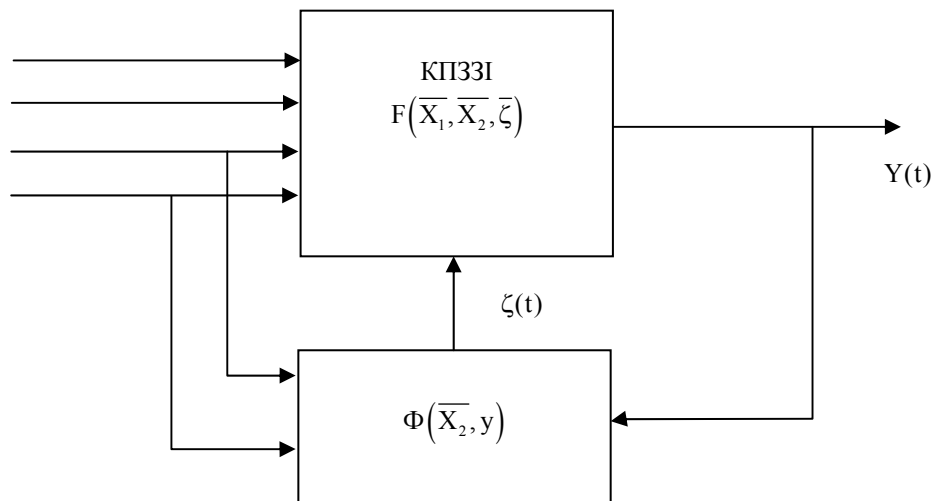 КПЗЗІ
F(X̅₁, X̅₂, ζ̅)
Y(t)
ζ(t)
Φ(X̅₂, y)